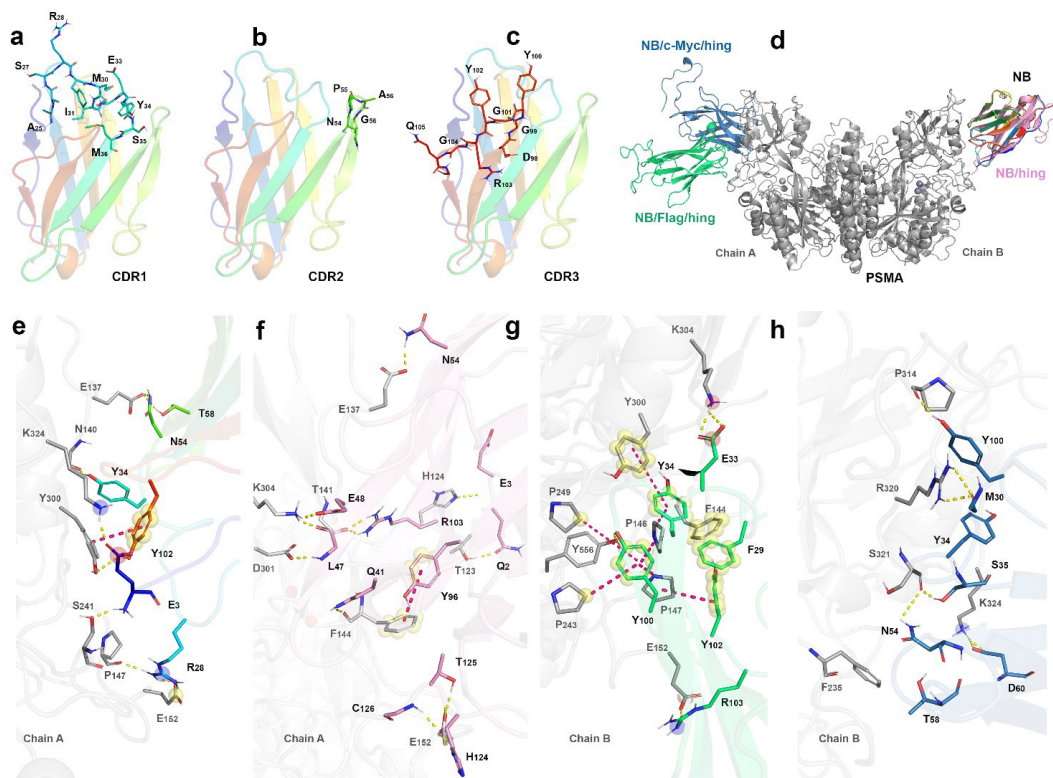 a
R28
S27
E33
M30
Y34
I31
S35
A25
M36
CDR1
b
P55
A56
N54
G56
CDR2
c
Y100
Y102
G101
Q105
G99
G104
D98
R103
CDR3
d
NB/c-Myc/hing
NB
NB/hing
NB/Flag/hing
Chain A
Chain B
PSMA
e
E137
T58
K324
N140
N54
Y34
Y300
Y102
S241
E3
R28
P147
E152
Chain A
f
N54
E137
H124
E3
K304
T141
E48
R103
D301
T123
L47
Q2
Q41
Y96
F144
T125
C126
E152
H124
Chain A
g
K304
Y300
E33
Y34
P249
F144
P146
Y556
F29
P147
P243
Y100
Y102
E152
R103
Chain B
h
P314
Y100
R320
M30
Y34
S321
S35
K324
N54
F235
D60
T58
Chain B